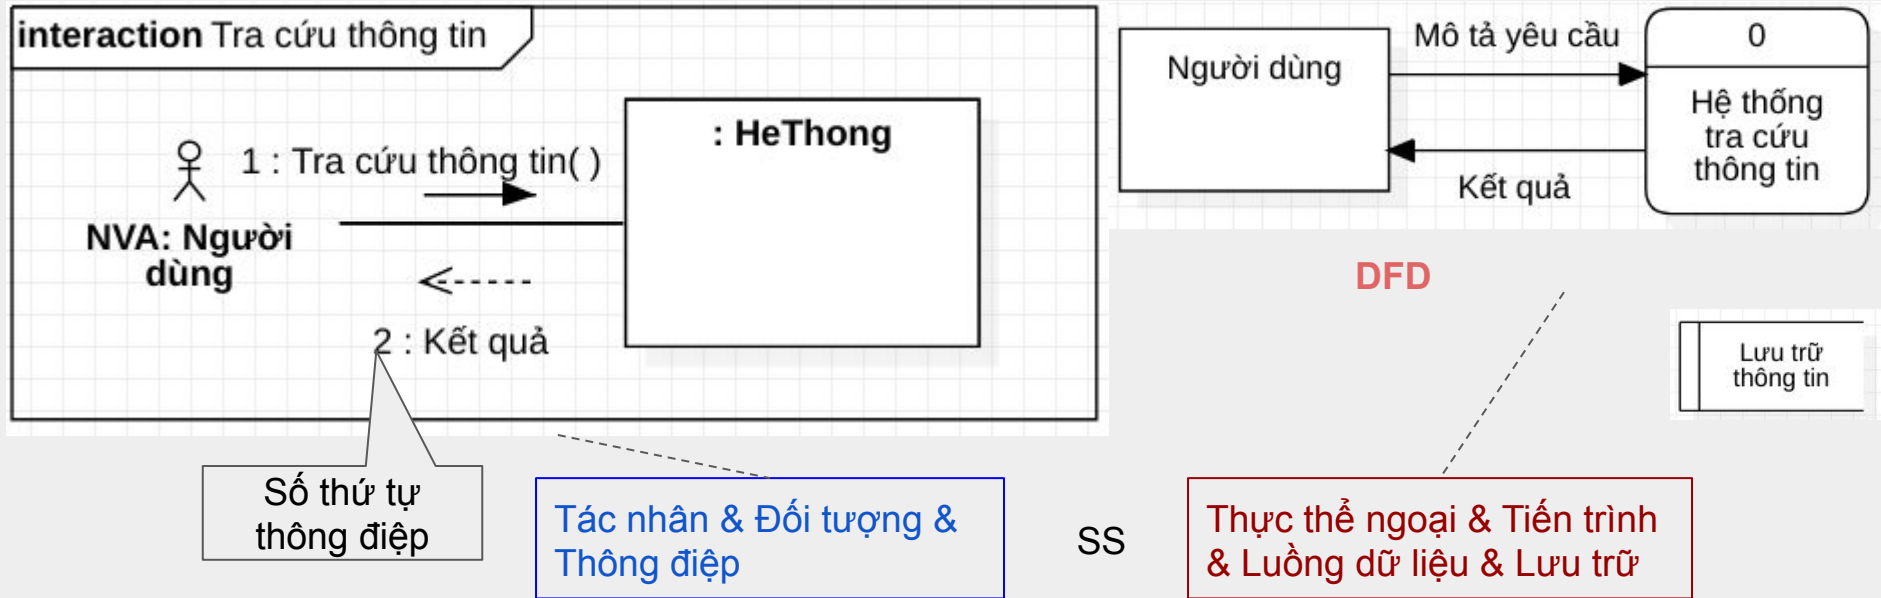 interaction Tra cứu thông tin
1 : Tra cứu thông tin( )
NVA: Người
dùng
: HeThong
2 : Kết quả
Người dùng
Mô tả yêu cầu
Kết quả
0
Hệ thống
tra cứu
thông tin
DFD
Lưu trữ
thông tin
Số thứ tự
thông điệp
Tác nhân & Đối tượng &
Thông điệp
SS
Thực thể ngoại & Tiến trình
& Luồng dữ liệu & Lưu trữ